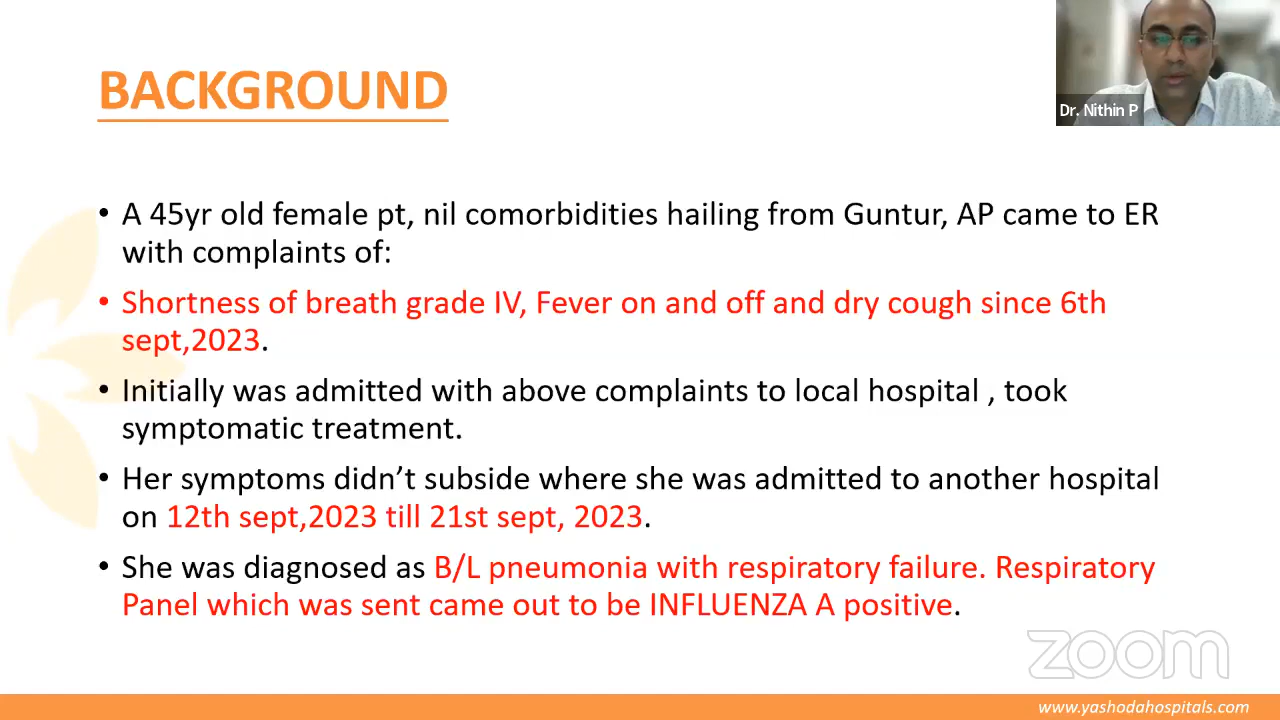 BACKGROUND
Dr. Nithin P
• A 45yr old female pt, nil comorbidities hailing from Guntur, AP came to ER
with complaints of:
• Shortness of breath grade IV, Fever on and off and dry cough since 6th
sept,2023.
• Initially was admitted with above complaints to local hospital , took
symptomatic treatment.
• Her symptoms didn’t subside where she was admitted to another hospital
on 12th sept,2023 till 21st sept, 2023.
• She was diagnosed as B/L pneumonia with respiratory failure. Respiratory
Panel which was sent came out to be INFLUENZA A positive.
zoom
www.yashodahospitals.com